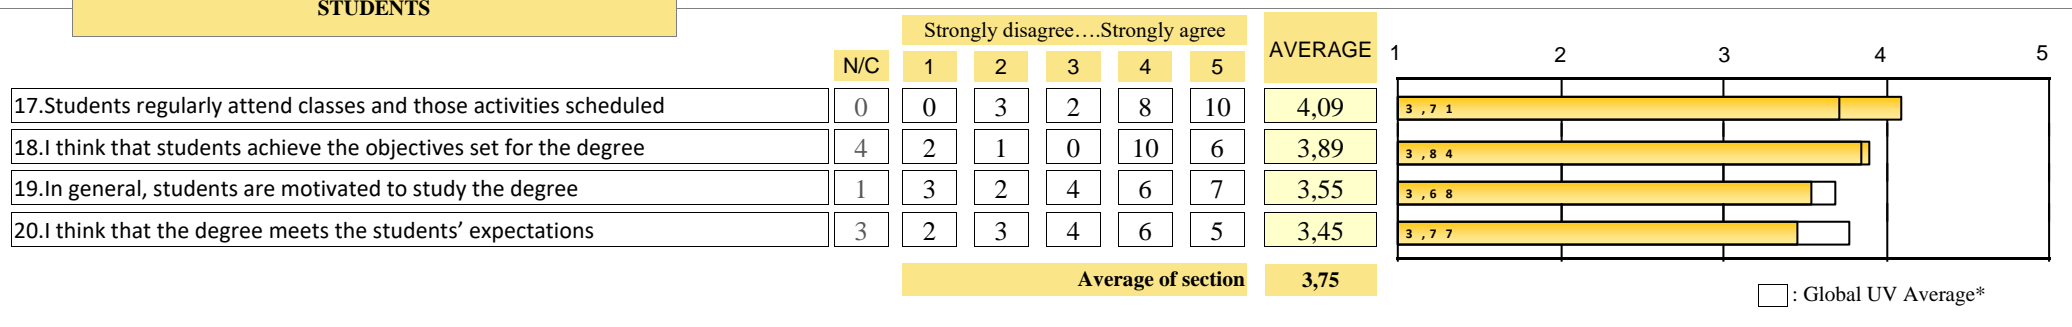 STUDENTS
Strongly disagree….Strongly agree AVERAGE 1 2 3 4 5
N/C 1 2 3 4 5
17.Students regularly attend classes and those activities scheduled 0 0 3 2 8 10 4,09 3,71
18.I think that students achieve the objectives set for the degree 4 2 1 0 10 6 3,89 3,84
19.In general, students are motivated to study the degree 1 3 2 4 6 7 3,55 3,68
20.I think that the degree meets the students’ expectations 3 2 3 4 6 5 3,45 3,77
Average of section 3,75
: Global UV Average*